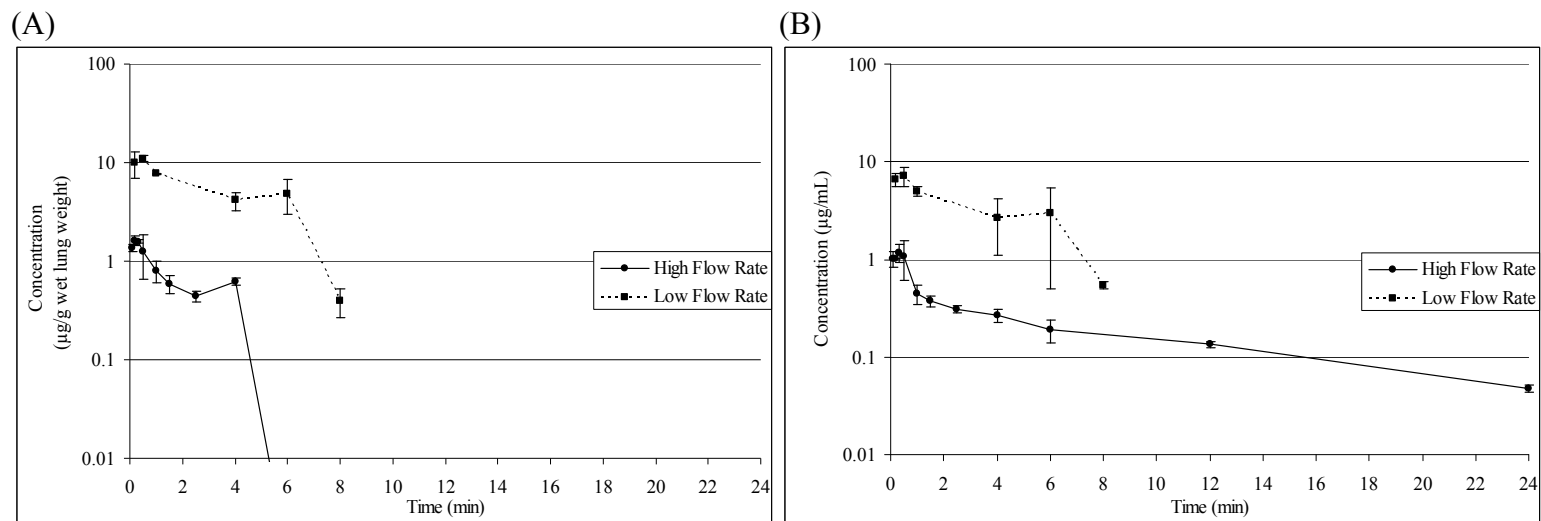 (A)
100
10
1
0.1
0.01
Concentration
(μg/g wet lung weight)
High Flow Rate
Low Flow Rate
0 2 4 6 8 10 12 14 16 18 20 22 24
Time (min)
(B)
100
10
1
0.1
0.01
Concentration (μg/mL)
High Flow Rate
Low Flow Rate
0 2 4 6 8 10 12 14 16 18 20 22 24
Time (min)